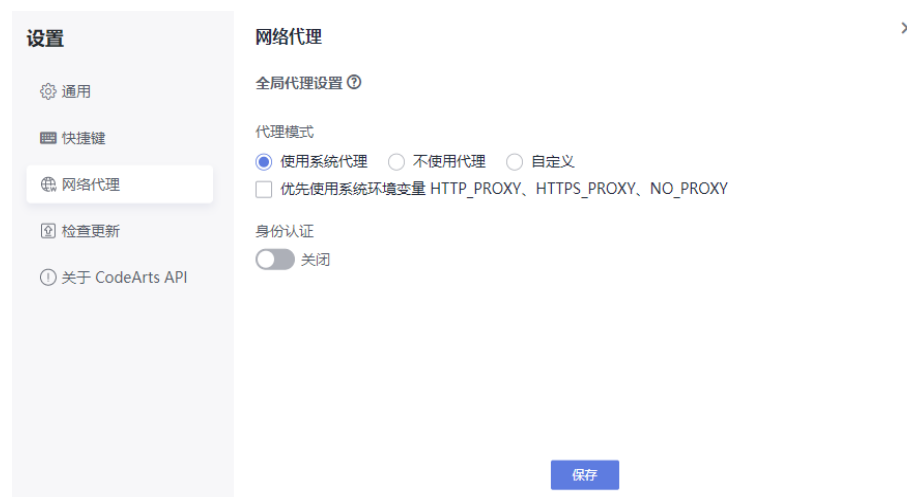 设置
通用
快捷键
网络代理
检查更新
关于 CodeArts API
网络代理
全局代理设置
代理模式
使用系统代理 不使用代理 自定义
优先使用系统环境变量 HTTP_PROXY、HTTPS_PROXY、NO_PROXY
身份认证
关闭
保存